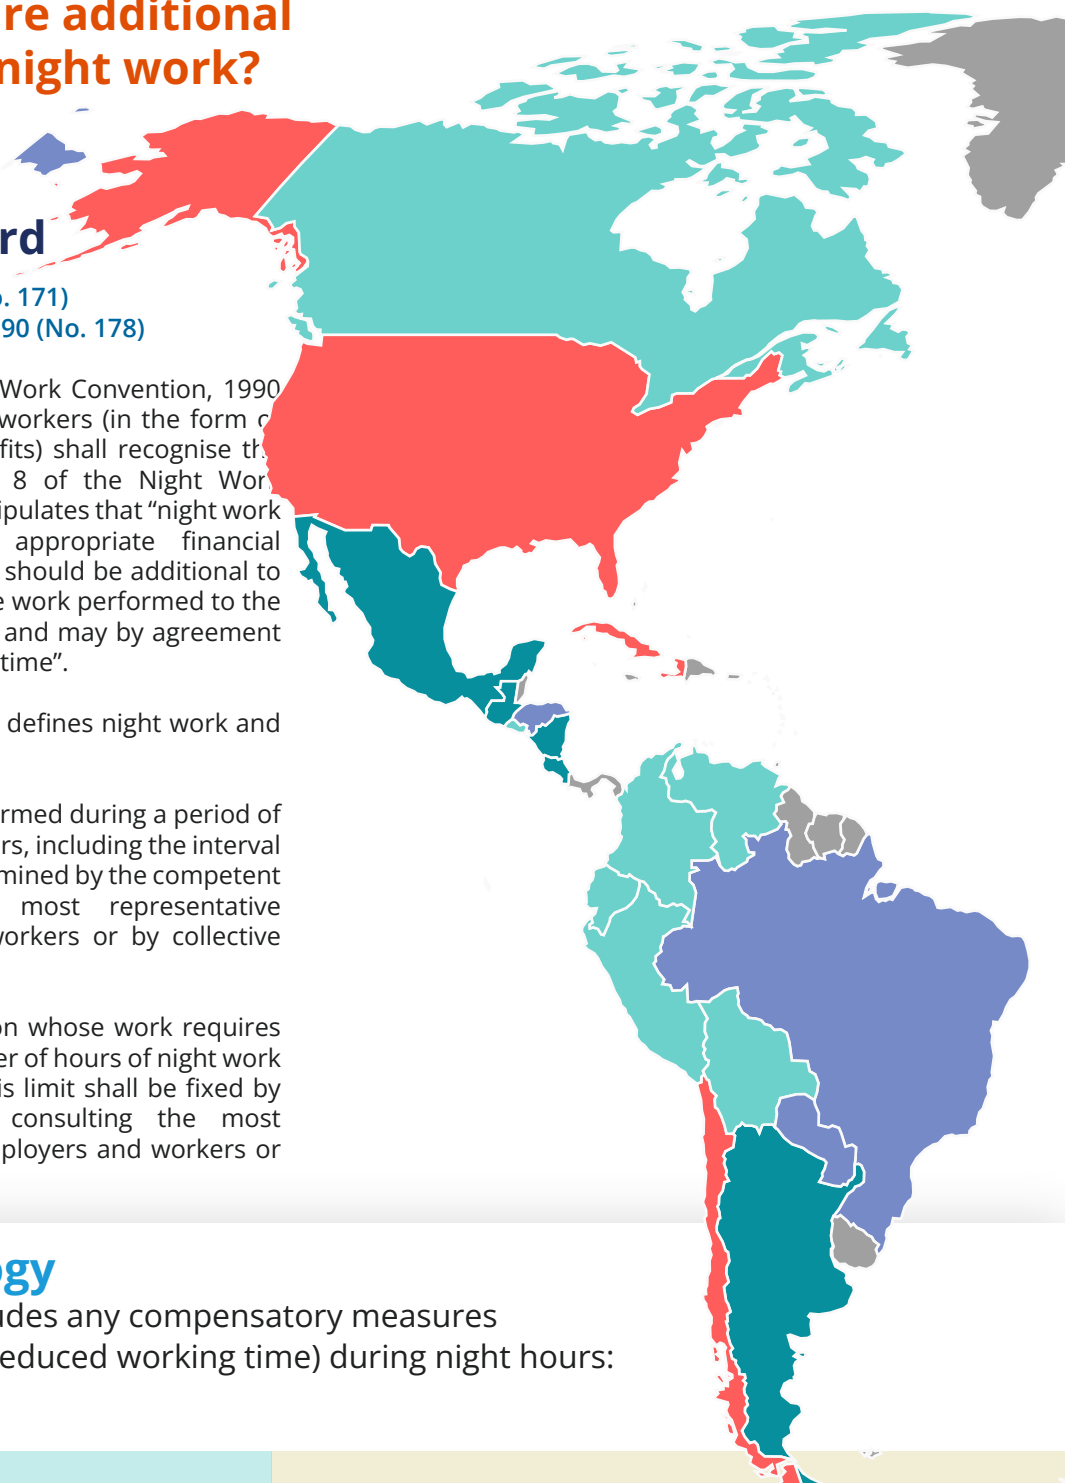 re additional
night work?
rd
o. 171)
90 (No. 178)
Work Convention, 1990
workers (in the form o
fits) shall recognise th
8 of the Night Wor
ipulates that “night work
appropriate financial
should be additional to
e work performed to the
and may by agreement
time”.
defines night work and
rmed during a period of
rs, including the interval
mined by the competent
most representative
workers or by collective
on whose work requires
er of hours of night work
is limit shall be fixed by
consulting the most
ployers and workers or
ogy
udes any compensatory measures
educed working time) during night hours: